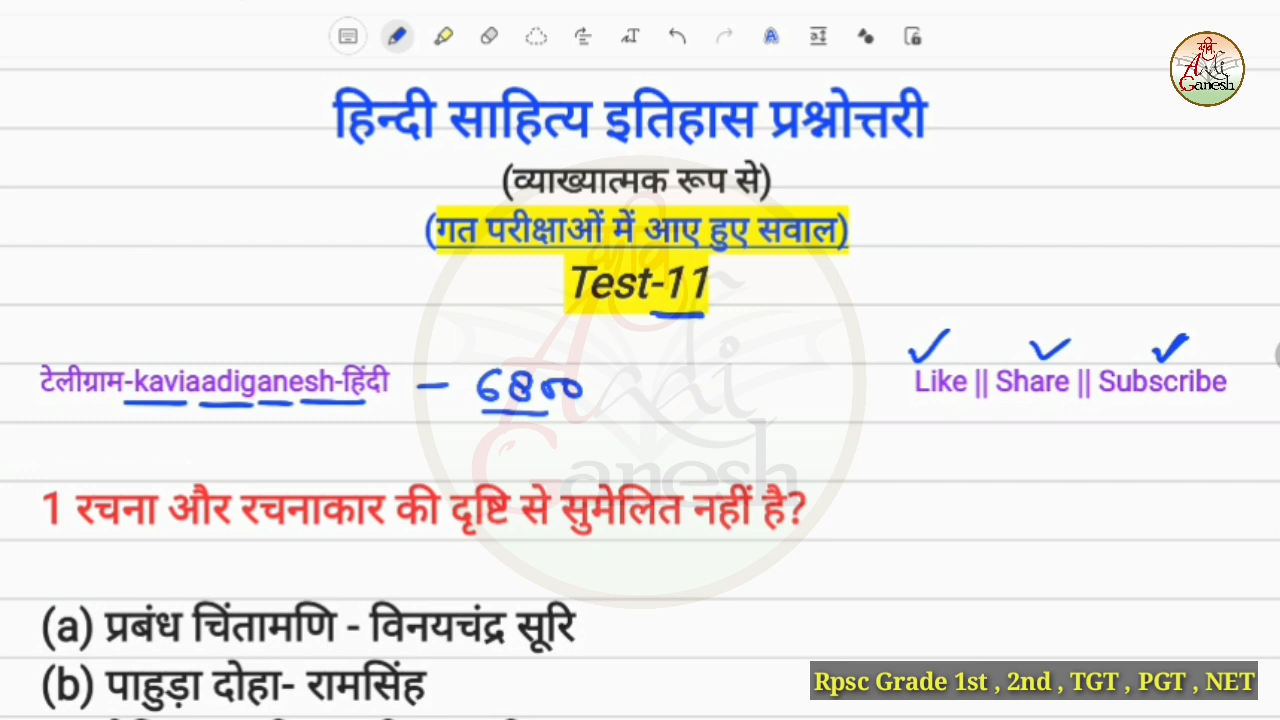 हिन्दी साहित्य इतिहास प्रश्नोत्तरी
(व्याख्यात्मक रूप से)
(गत परीक्षाओं में आए हुए सवाल)
Test-11
टेलीग्राम-kaviaadiganesh-हिंदी – 6800
Like || Share || Subscribe
1 रचना और रचनाकार की दृष्टि से सुमेलित नहीं है?
(a) प्रबंध चिंतामणि - विनयचंद्र सूरि
(b) पाहुड़ा दोहा- रामसिंह
Rpsc Grade 1st , 2nd , TGT , PGT , NET